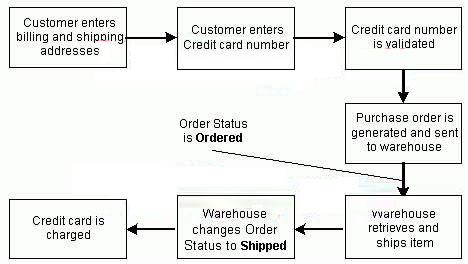 Customer enters
billing and shipping
addresses
Customer enters
Credit card number
Credit card number
is validated
Purchase order is
generated and sent
to warehouse
Order Status
is Ordered
Warehouse
retrieves and
ships item
Warehouse
changes Order
Status to Shipped
Credit card is
charged